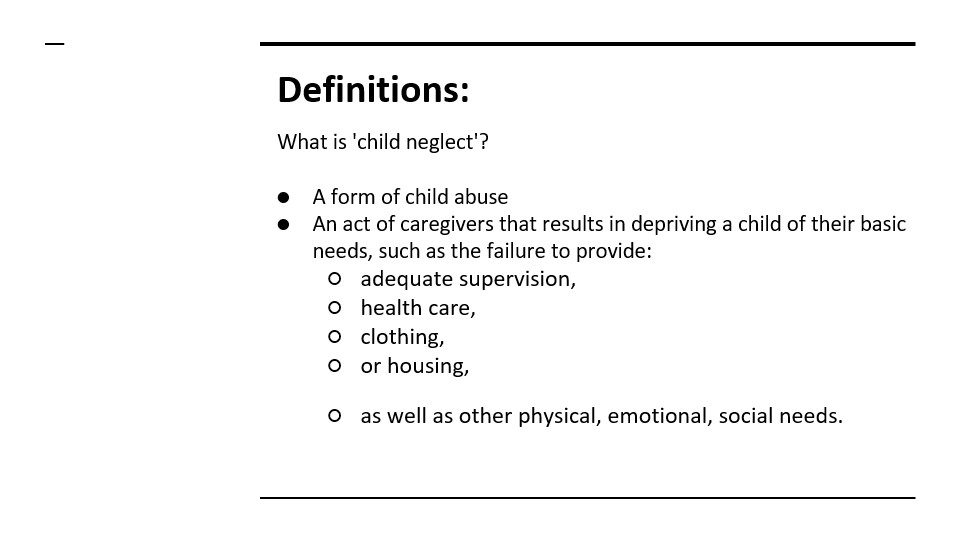 Definitions:
What is 'child neglect'?
● A form of child abuse
● An act of caregivers that results in depriving a child of their basic
needs, such as the failure to provide:
○ adequate supervision,
○ health care,
○ clothing,
○ or housing,
○ as well as other physical, emotional, social needs.